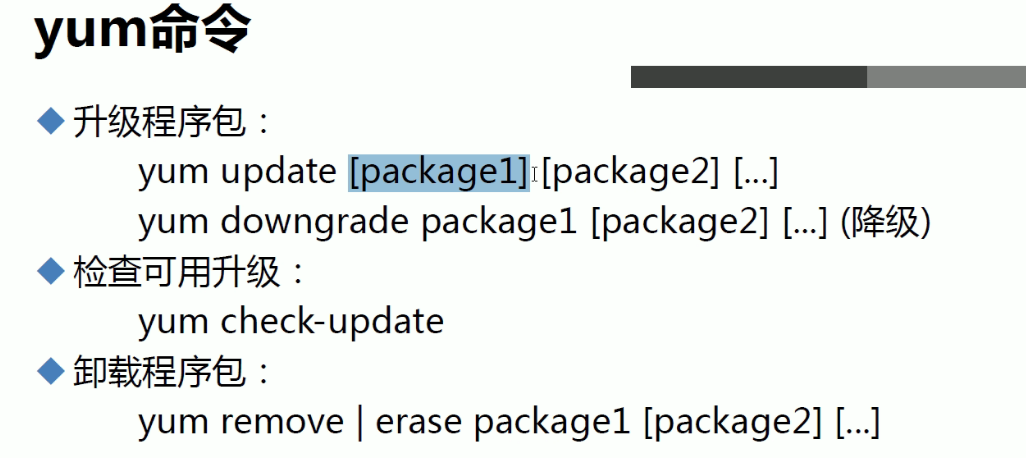 yum命令
升级程序包：
yum update [package1] [package2] [...]
yum downgrade package1 [package2] [...] (降级)
检查可用升级：
yum check-update
卸载程序包：
yum remove | erase package1 [package2] [...]